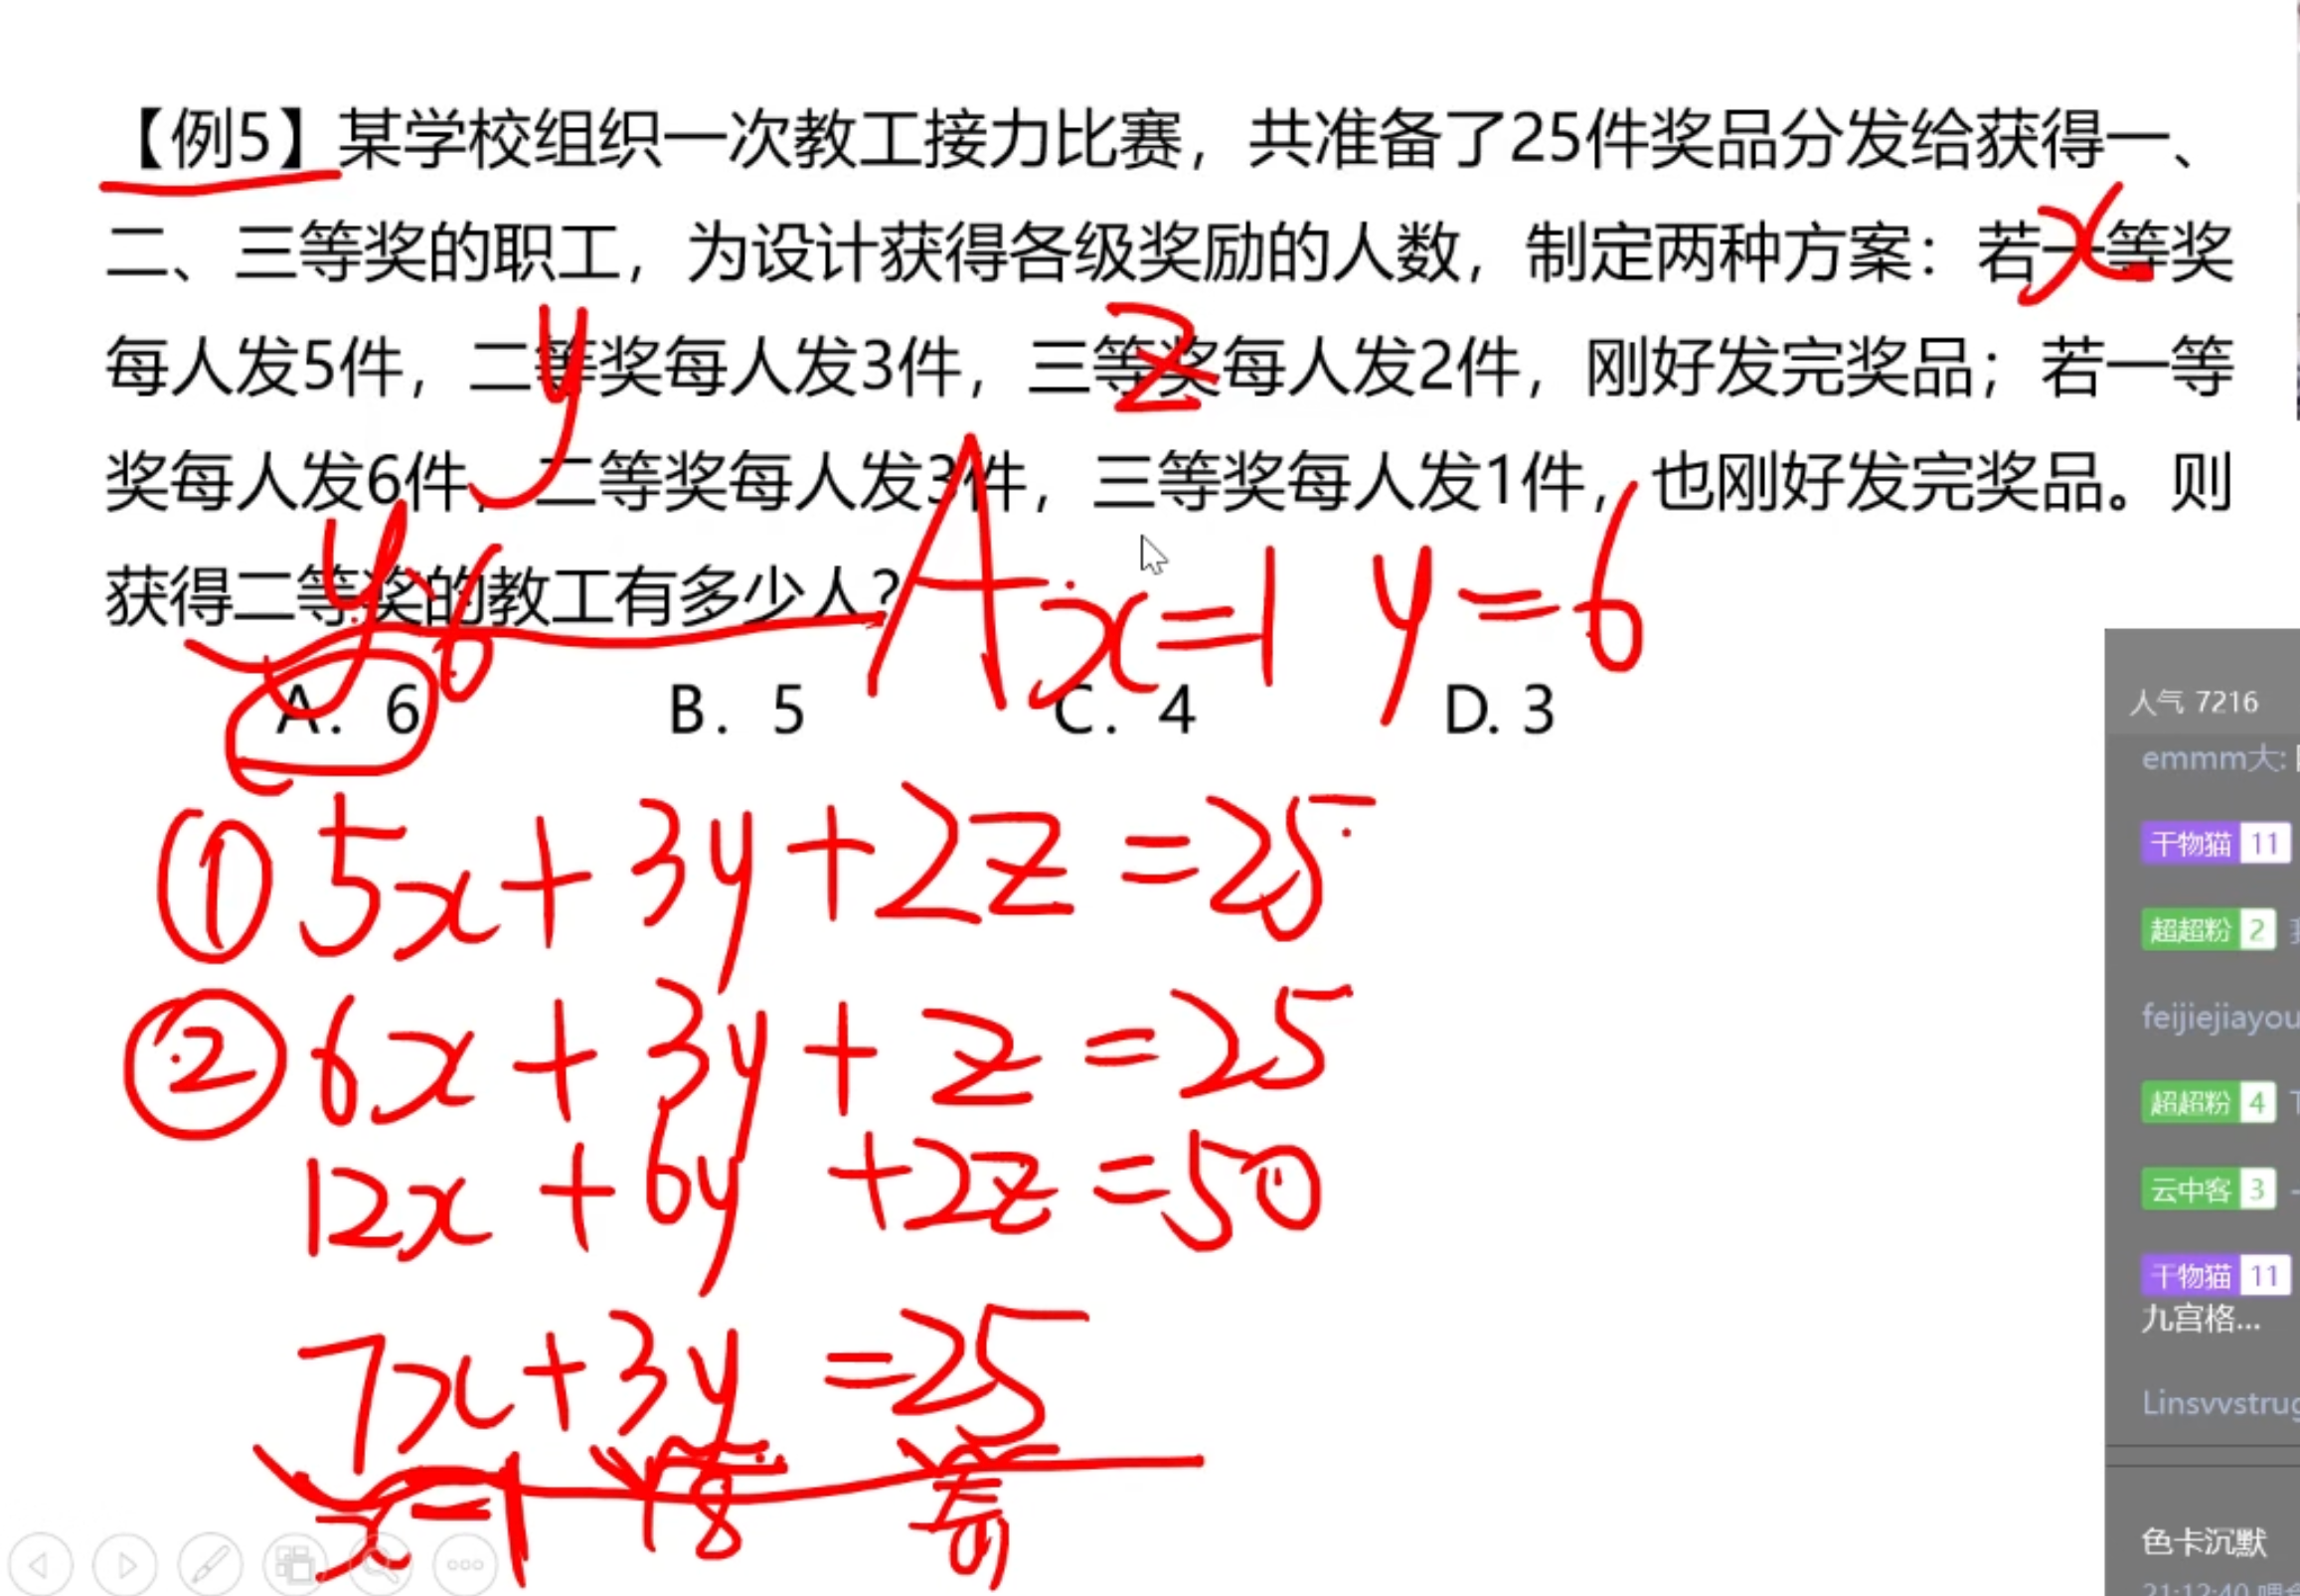 【例5】某学校组织一次教工接力比赛，共准备了25件奖品分发给获得一、
二、三等奖的职工，为设计获得各级奖励的人数，制定两种方案：若一等奖
x
每人发5件，二等奖每人发3件，三等奖每人发2件，刚好发完奖品；若一等
y
z
奖每人发6件，二等奖每人发3件，三等奖每人发1件，也刚好发完奖品。则
获得二等奖的教工有多少人？
y 6
A x=1 y=6
A. 6 B. 5 C. 4 D. 3
① 5x+3y+2z=25
② 6x+3y+z=25
12x+6y+2z=50
7x+3y=25
x=1 18 奇
人气 7216
emmm大:
干物猫 11
超超粉 2
feijiejiayou
超超粉 4
云中客 3
干物猫 11
九宫格...
Linsvvstrug
色卡沉默
21:12:40